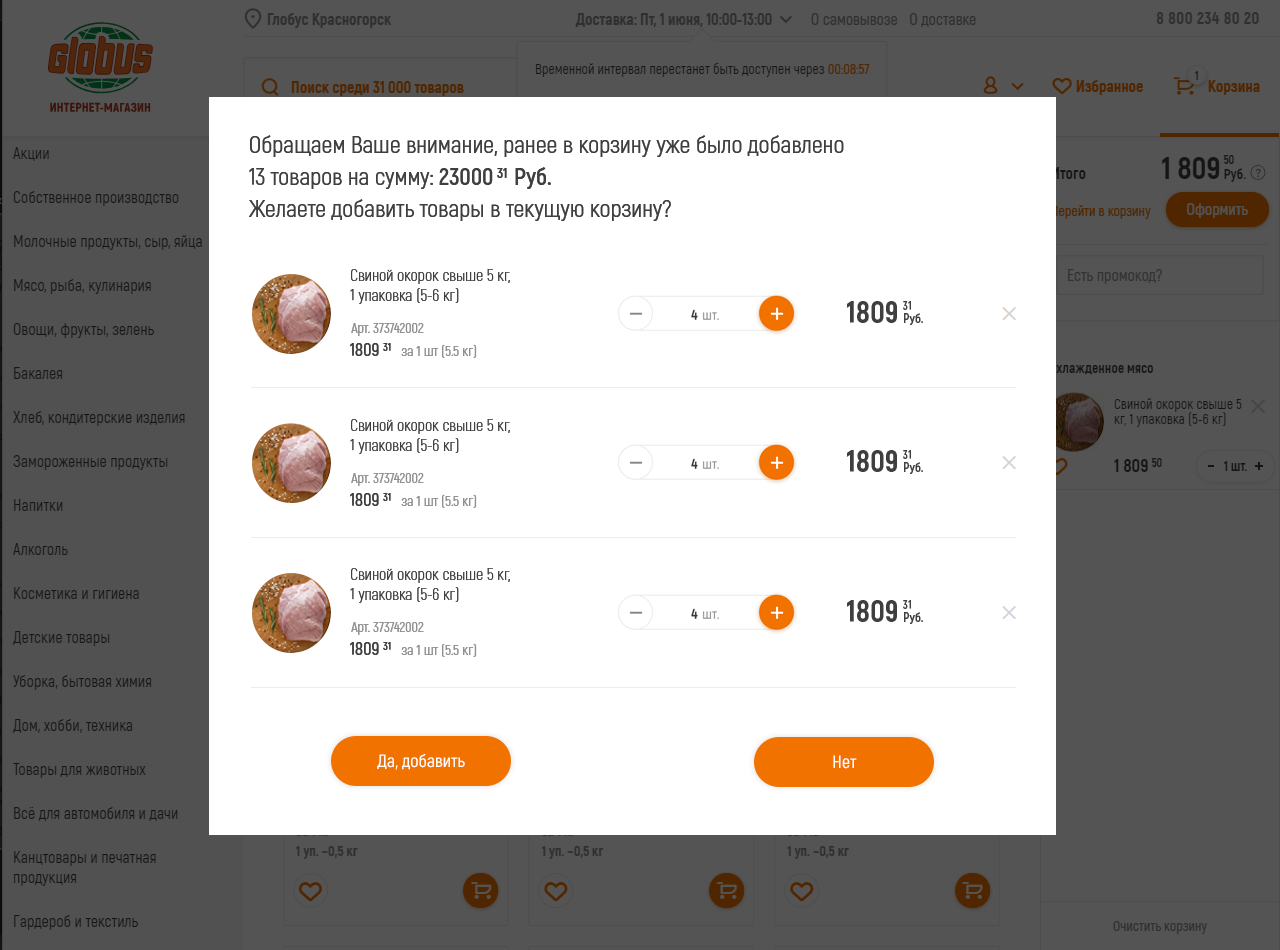 Глобус Красногорск
Доставка: Пт, 1 июня, 10:00-13:00
О самовывозе
О доставке
8 800 234 80 20
globus
ИНТЕРНЕТ-МАГАЗИН
Временной интервал перестанет быть доступен через 00:08:57
Поиск среди 31 000 товаров
Избранное
1
Корзина
Акции
Собственное производство
Молочные продукты, сыр, яйца
Мясо, рыба, кулинария
Овощи, фрукты, зелень
Бакалея
Хлеб, кондитерские изделия
Замороженные продукты
Напитки
Алкоголь
Косметика и гигиена
Детские товары
Уборка, бытовая химия
Дом, хобби, техника
Товары для животных
Всё для автомобиля и дачи
Канцтовары и печатная
продукция
Гардероб и текстиль
Обращаем Ваше внимание, ранее в корзину уже было добавлено
13 товаров на сумму: 23000 31 Руб.
Желаете добавить товары в текущую корзину?
Свиной окорок свыше 5 кг,
1 упаковка (5-6 кг)
Арт. 373742002
1809 31 за 1 шт (5.5 кг)
4 шт.
1809 31 Руб.
Свиной окорок свыше 5 кг,
1 упаковка (5-6 кг)
Арт. 373742002
1809 31 за 1 шт (5.5 кг)
4 шт.
1809 31 Руб.
Свиной окорок свыше 5 кг,
1 упаковка (5-6 кг)
Арт. 373742002
1809 31 за 1 шт (5.5 кг)
4 шт.
1809 31 Руб.
Да, добавить
Нет
1 уп. ~0,5 кг
1 уп. ~0,5 кг
1 уп. ~0,5 кг
Итого
1 809 50 Руб. ?
ерейти в корзину
Оформить
Есть промокод?
хлажденное мясо
Свиной окорок свыше 5
кг, 1 упаковка (5-6 кг)
1 809 50
- 1 шт. +
Очистить корзину